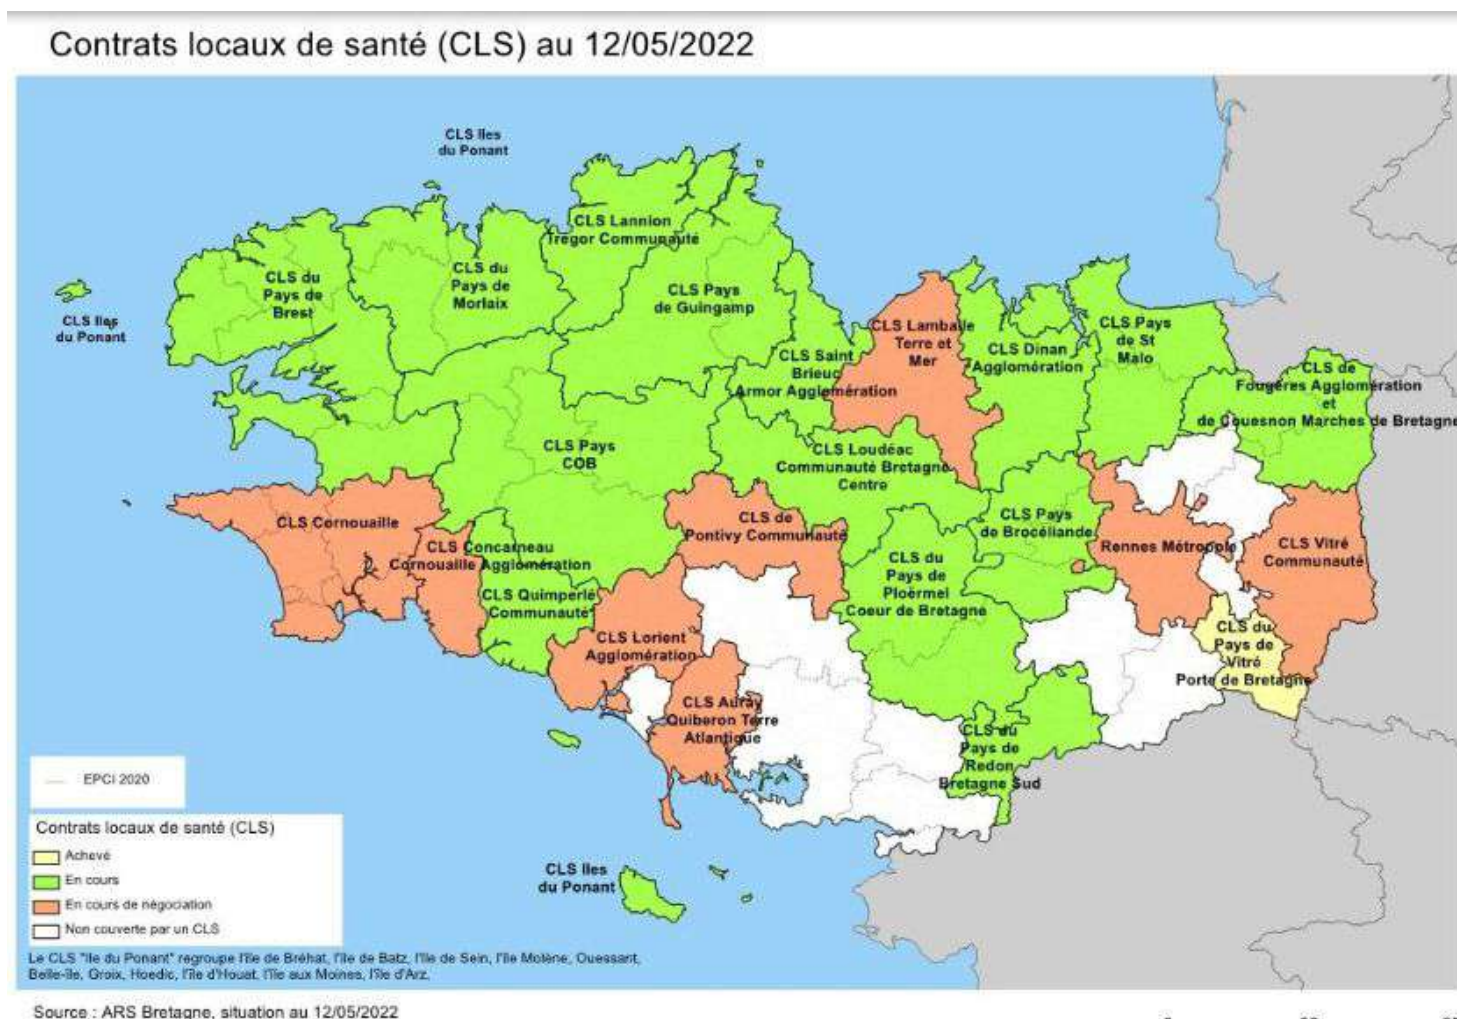 Contrats locaux de santé (CLS) au 12/05/2022
CLS Iles
du Ponant
CLS Lannion
Trégor Communauté
CLS du
Pays de
Brest
CLS du
Pays de
Morlaix
CLS Pays
de Guingamp
CLS Iles
du Ponant
CLS Lamballe
Terre et
Mer
CLS Saint
Brieuc
Armor Agglomération
CLS Dinan
Agglomération
CLS Pays
de St
Malo
CLS de
Fougères Agglomération
et
de Couesnon Marches de Bretagne
CLS Pays
COB
CLS Loudéac
Communauté Bretagne
Centre
CLS Cornouaille
CLS Concarneau
Cornouaille Agglomération
CLS de
Pontivy Communauté
CLS Pays
de Brocéliande
Rennes Métropole
CLS Vitré
Communauté
CLS du
Pays de
Ploërmel
Coeur de Bretagne
CLS Quimperlé
Communauté
CLS Lorient
Agglomération
CLS du
Pays de
Vitré
Porte de Bretagne
CLS Auray
Quiberon Terre
Atlantique
CLS du
Pays de
Redon
Bretagne Sud
CLS Iles
du Ponant
EPCI 2020
Contrats locaux de santé (CLS)
Achevé
En cours
En cours de négociation
Non couverte par un CLS
Le CLS "Ile du Ponant" regroupe l'île de Bréhat, l'île de Batz, l'île de Sein, l'île Molène, Ouessant,
Belle-île, Groix, Hoedic, l'île d'Houat, l'île aux Moines, l'île d'Arz,
Source : ARS Bretagne, situation au 12/05/2022